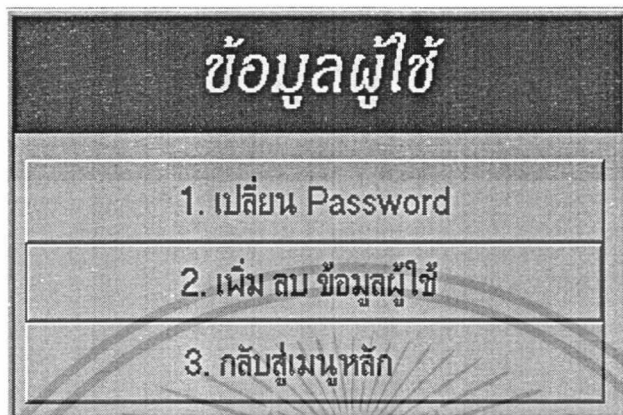 ข้อมูลผู้ใช้
1. เปลี่ยน Password
2. เพิ่ม ลบ ข้อมูลผู้ใช้
3. กลับสู่เมนูหลัก